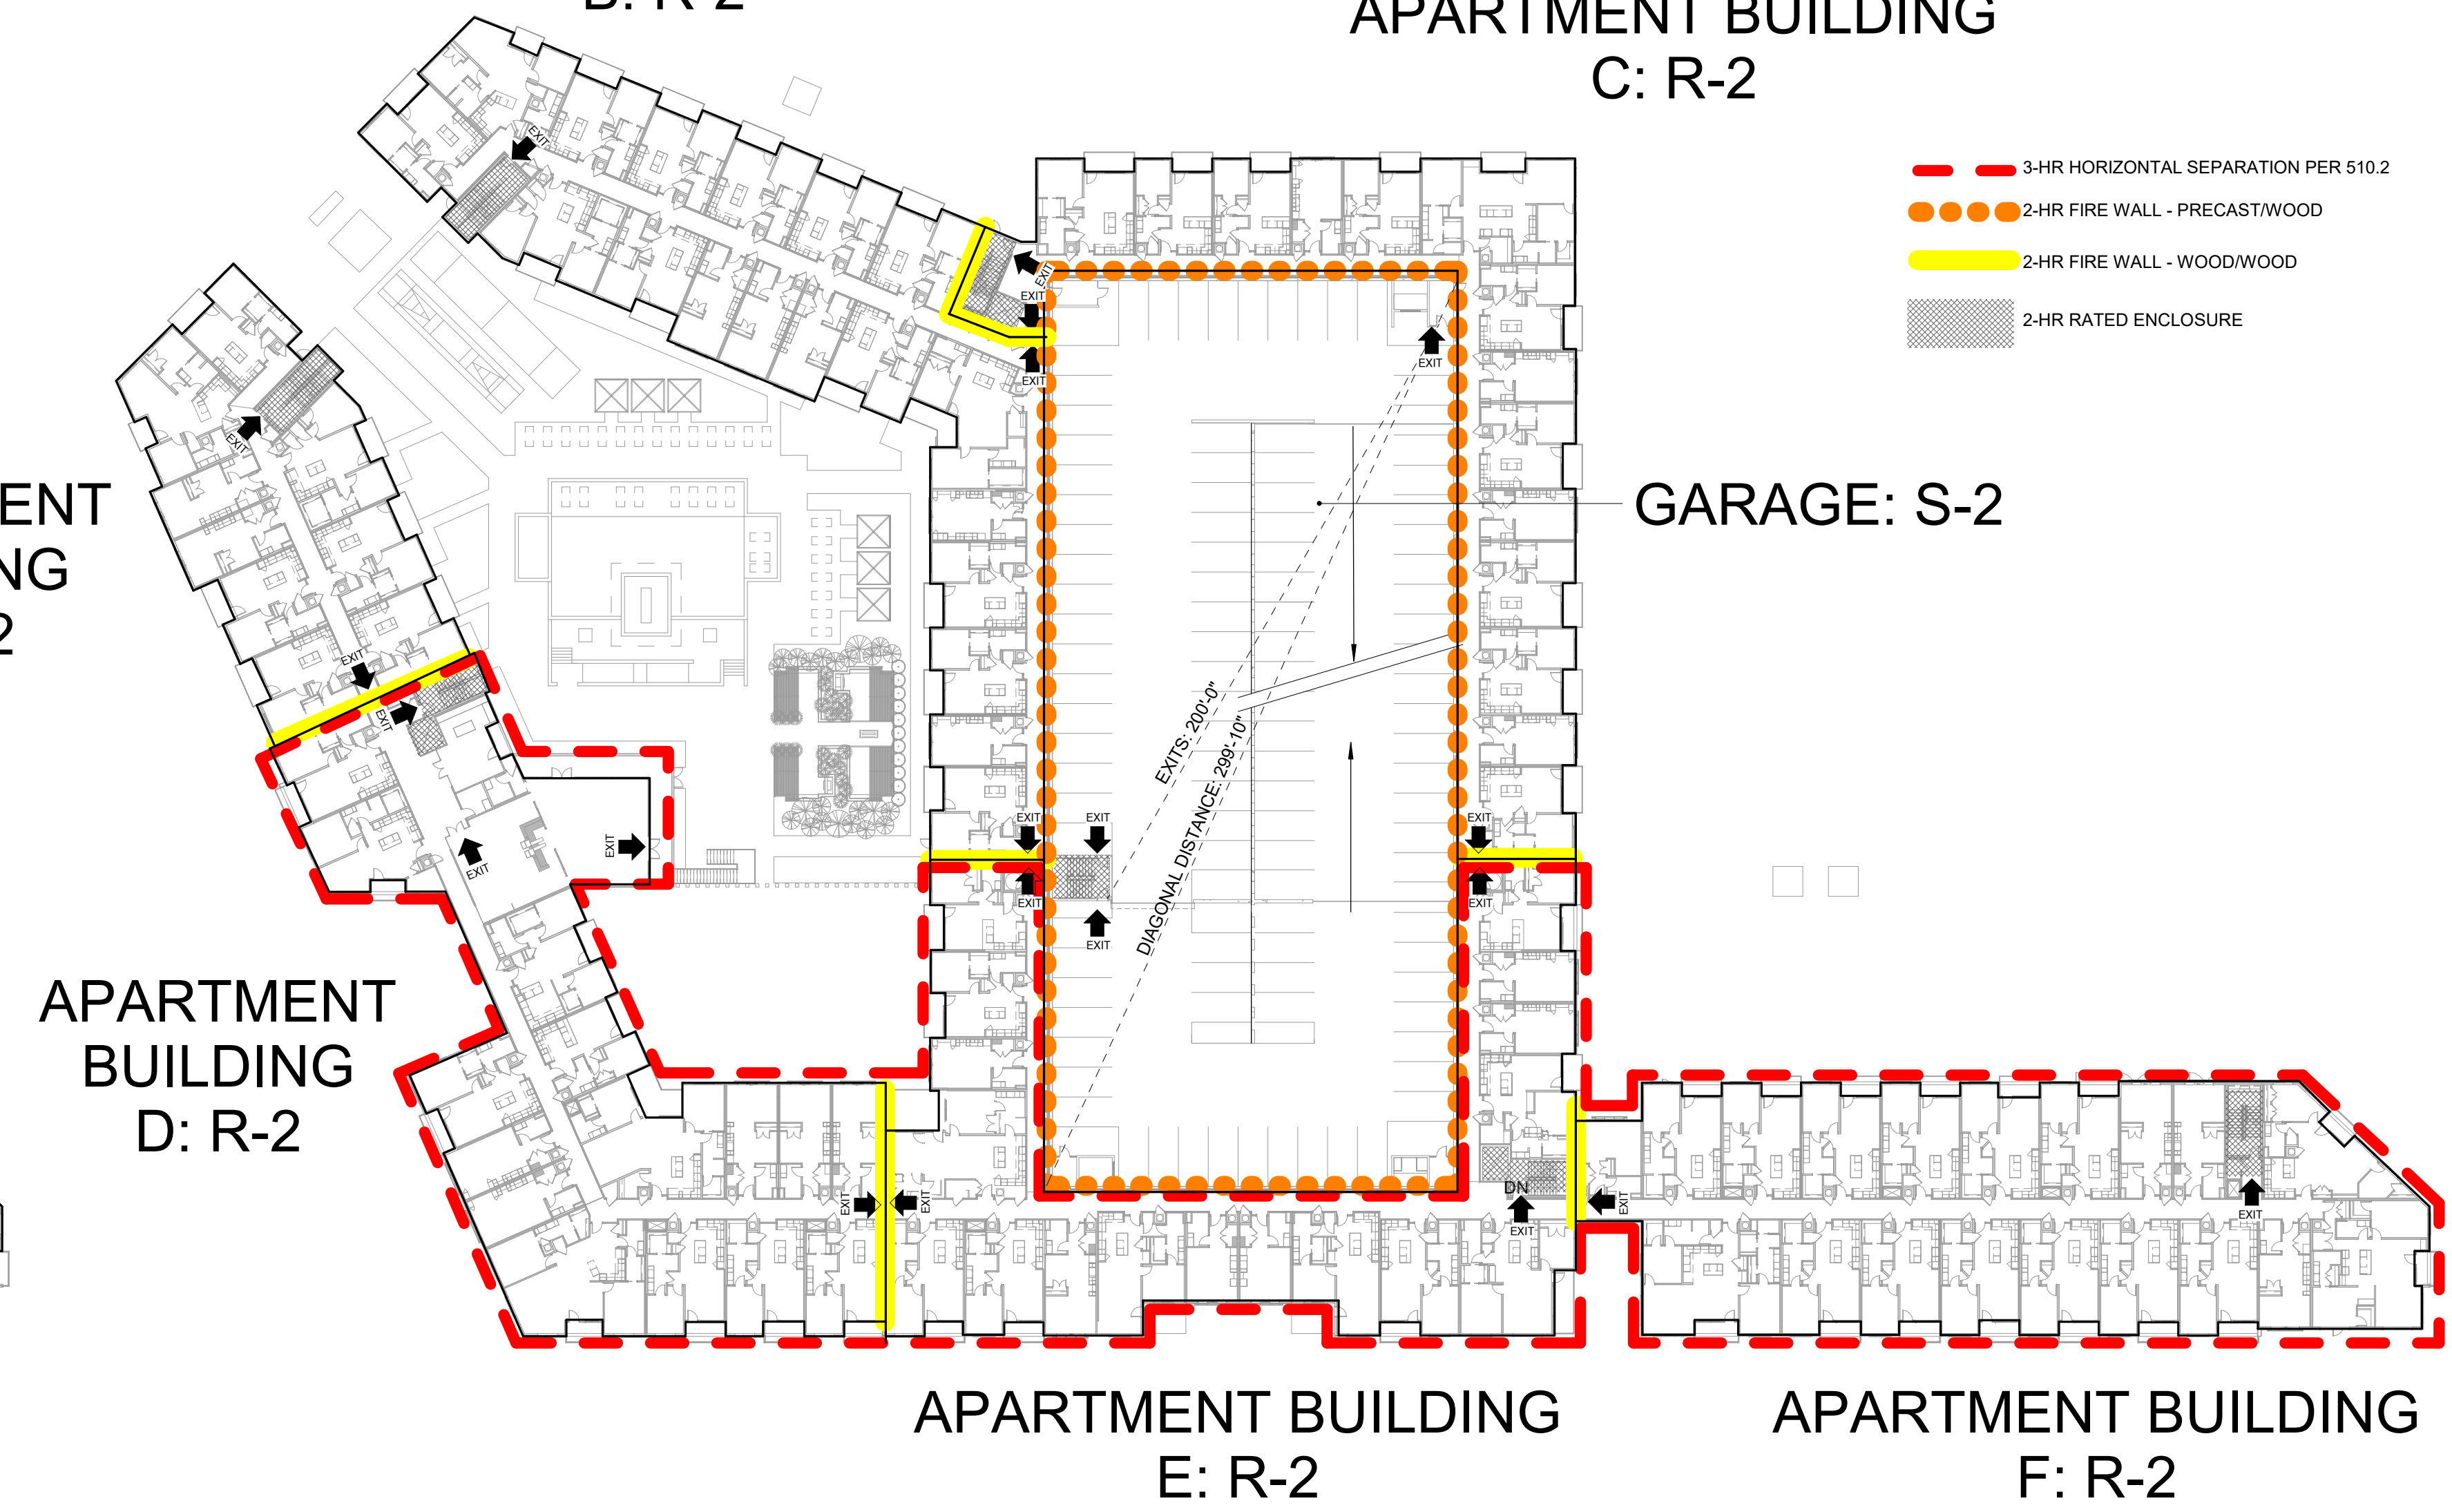 B: R-2
APARTMENT BUILDING
C: R-2
3-HR HORIZONTAL SEPARATION PER 510.2
2-HR FIRE WALL - PRECAST/WOOD
2-HR FIRE WALL - WOOD/WOOD
2-HR RATED ENCLOSURE
EXIT
EXIT
EXIT
EXIT
EXIT
EXIT
ENT
NG
2
GARAGE: S-2
EXIT
EXIT
EXITS: 200'-0"
DIAGONAL DISTANCE: 299'-10"
EXIT
EXIT
EXIT
EXIT
EXIT
EXIT
EXIT
EXIT
EXIT
APARTMENT
BUILDING
D: R-2
DN
EXIT
EXIT
EXIT
EXIT
EXIT
APARTMENT BUILDING
E: R-2
APARTMENT BUILDING
F: R-2